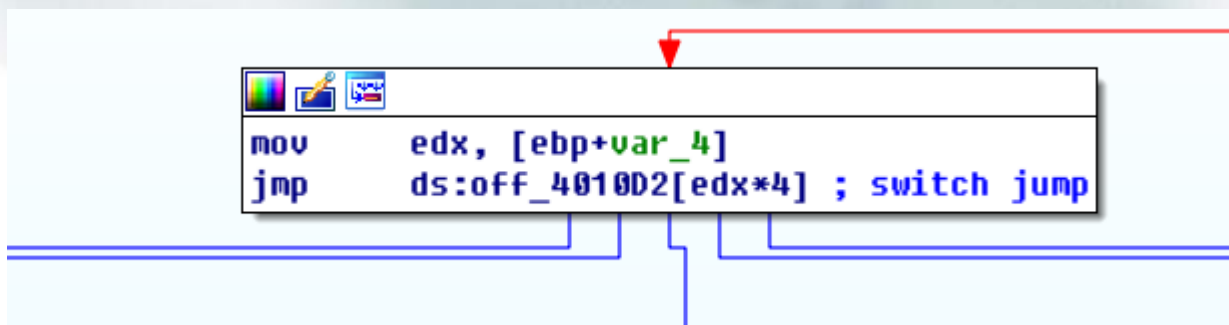 mov edx, [ebp+var_4]
jmp ds:off_4010D2[edx*4] ; switch jump